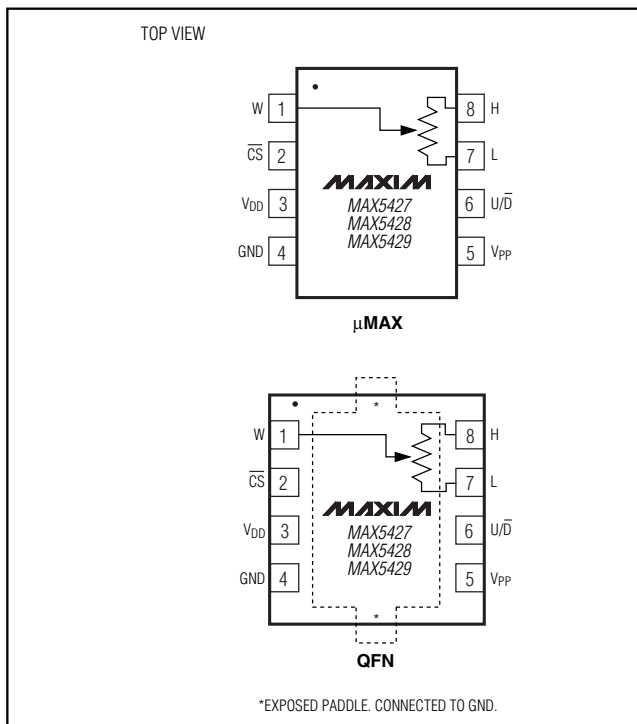 TOP VIEW
W 1 8 H
C̅S̅ 2 7 L
MAXIM
VDD 3 MAX5427 6 U/D̅
MAX5428
GND 4 MAX5429 5 VPP
μMAX
*
W 1 8 H
C̅S̅ 2 7 L
MAXIM
VDD 3 MAX5427 6 U/D̅
MAX5428
GND 4 MAX5429 5 VPP
*
QFN
*EXPOSED PADDLE. CONNECTED TO GND.